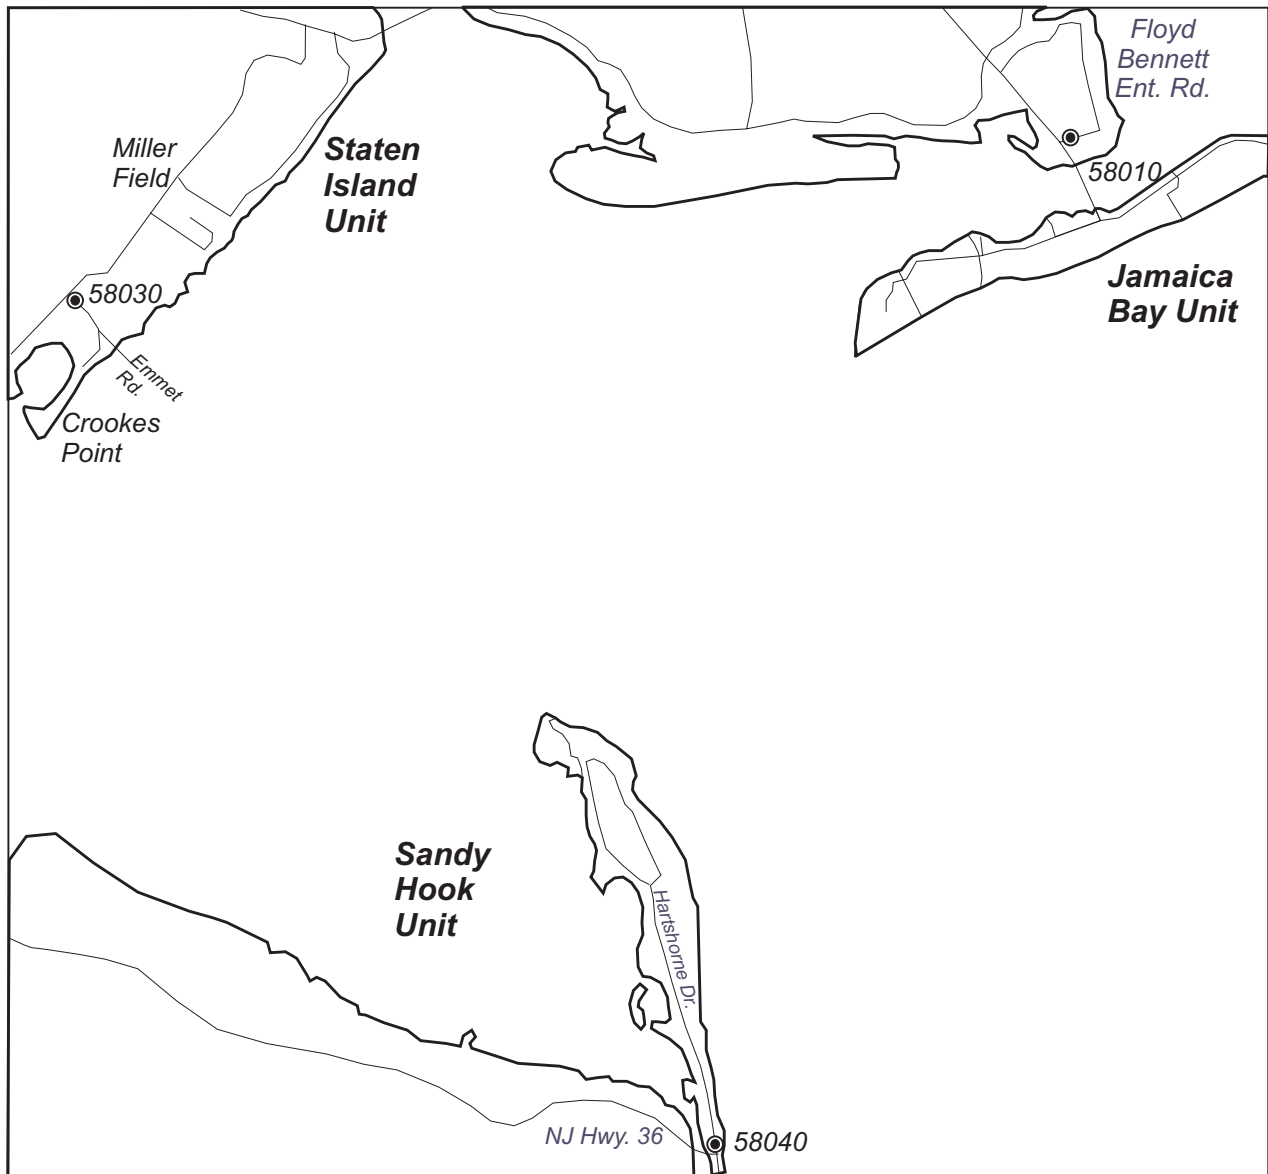 Floyd
Bennett
Ent. Rd.
Miller
Field
Staten
Island
Unit
58010
Jamaica
Bay Unit
58030
Emmet
Rd.
Crookes
Point
Sandy
Hook
Unit
Hartshorne Dr.
NJ Hwy. 36
58040